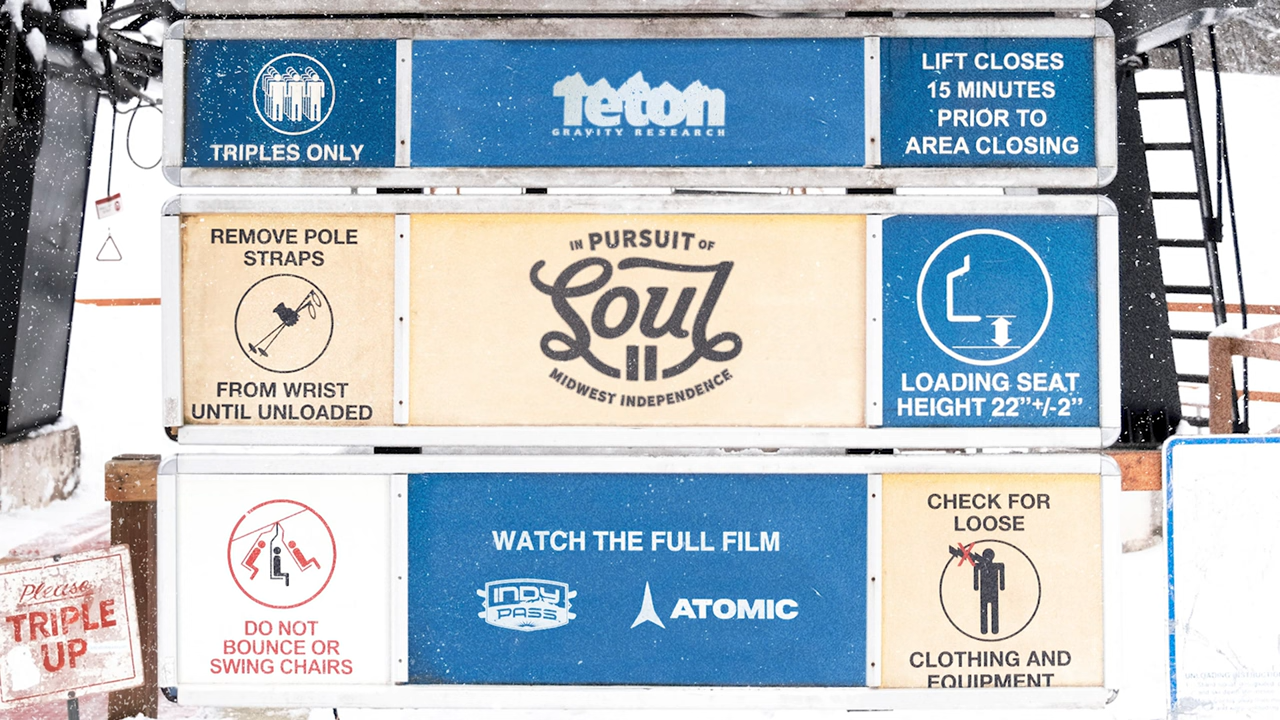 TRIPLES ONLY
teton
GRAVITY RESEARCH
LIFT CLOSES
15 MINUTES
PRIOR TO
AREA CLOSING
REMOVE POLE
STRAPS
FROM WRIST
UNTIL UNLOADED
IN PURSUIT OF
Soul
II
MIDWEST INDEPENDENCE
LOADING SEAT
HEIGHT 22”+/-2”
DO NOT
BOUNCE OR
SWING CHAIRS
WATCH THE FULL FILM
INDY
PASS
ATOMIC
CHECK FOR
LOOSE
CLOTHING AND
EQUIPMENT
Please
TRIPLE
UP